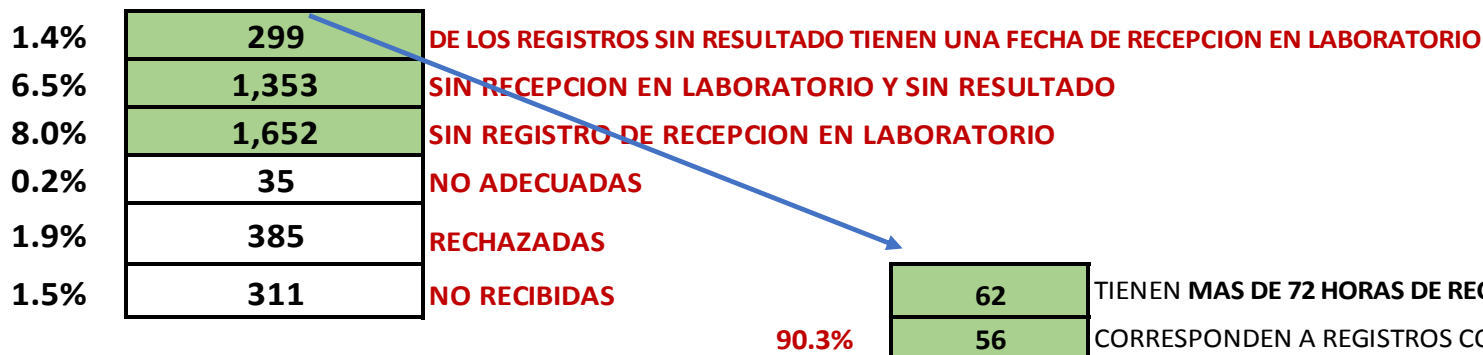 1.4% 299 DE LOS REGISTROS SIN RESULTADO TIENEN UNA FECHA DE RECEPCION EN LABORATORIO
6.5% 1,353 SIN RECEPCION EN LABORATORIO Y SIN RESULTADO
8.0% 1,652 SIN REGISTRO DE RECEPCION EN LABORATORIO
0.2% 35 NO ADECUADAS
1.9% 385 RECHAZADAS
1.5% 311 NO RECIBIDAS
62 TIENEN MAS DE 72 HORAS DE
90.3% 56 CORRESPONDEN A REGISTROS